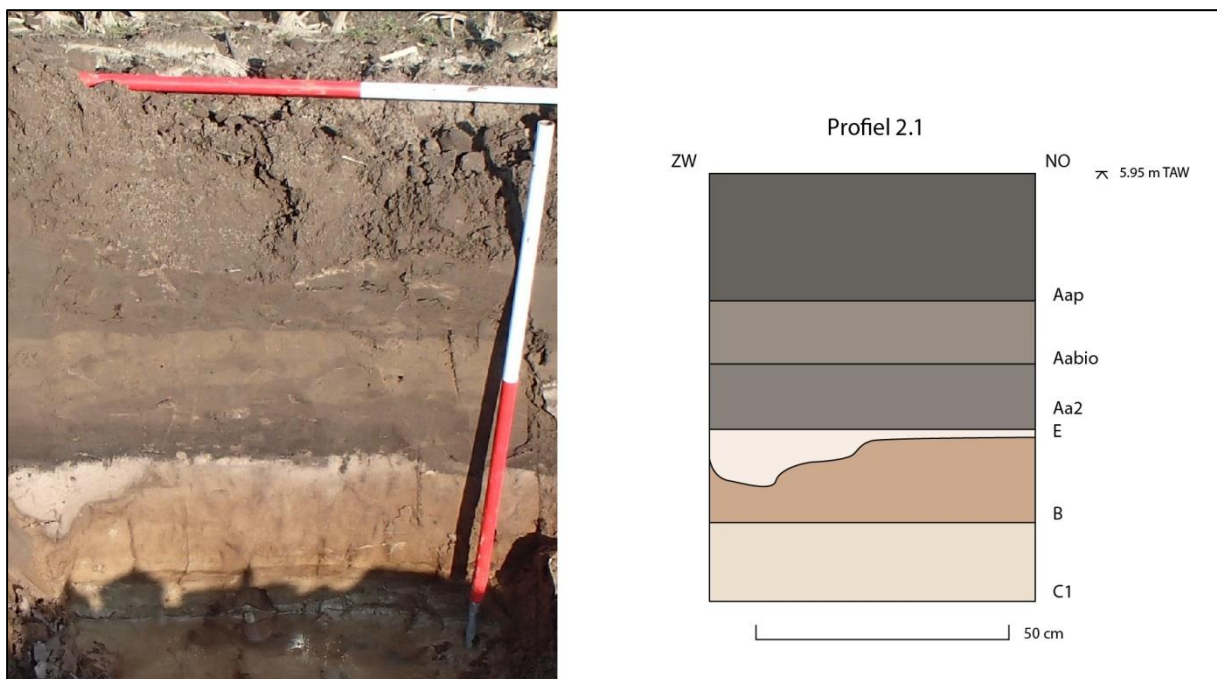 Profiel 2.1
ZW NO
5.95 m TAW
Aap
Aabio
Aa2
E
B
C1
50 cm